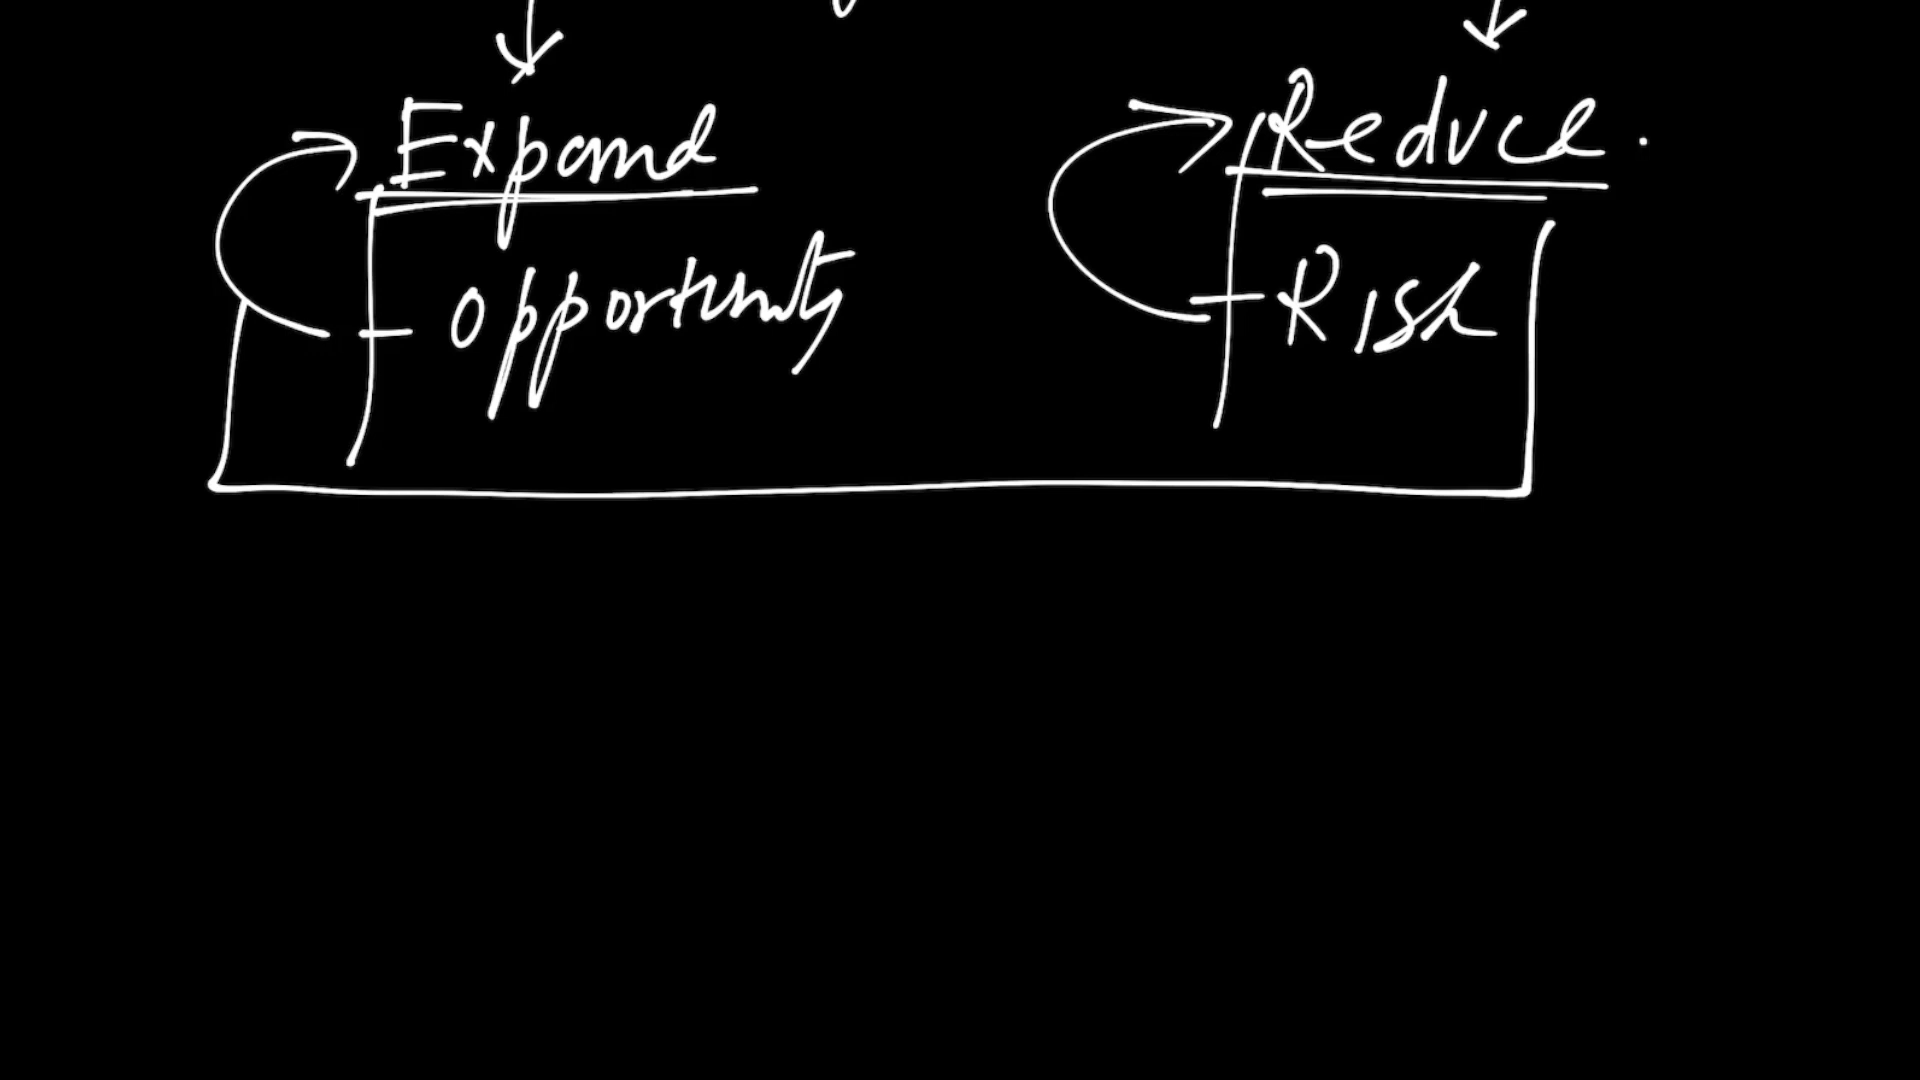 Expand
Reduce.
- opportunity
- Risk